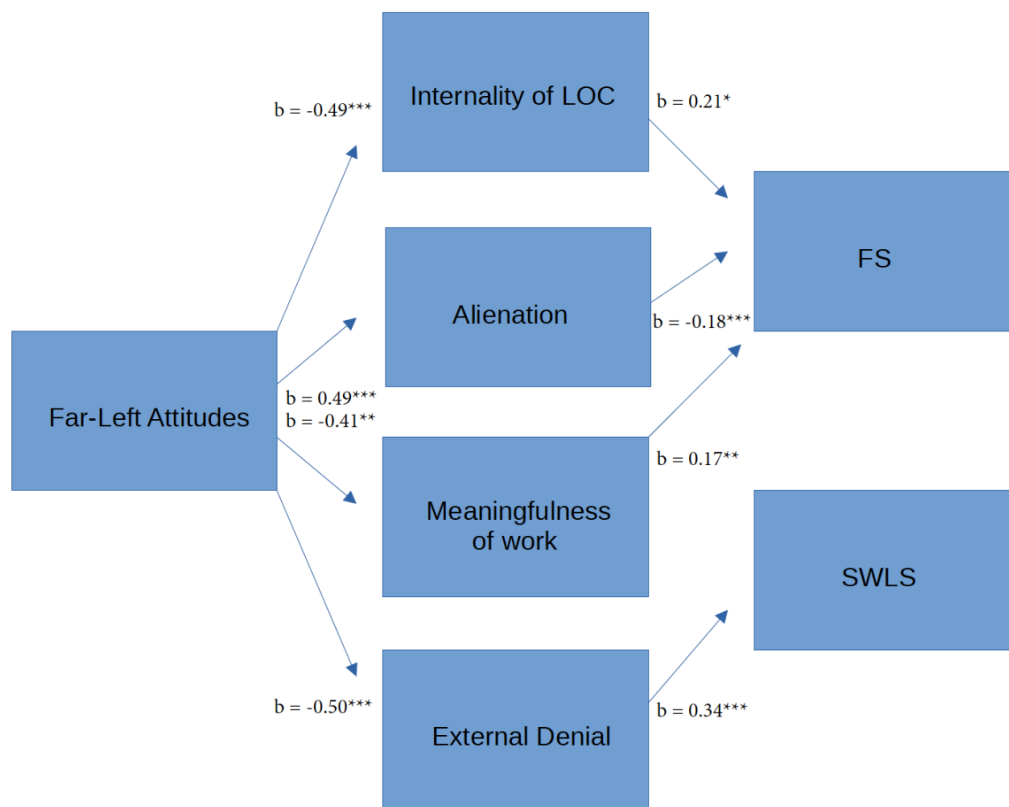 Internality of LOC
b = -0.49***
b = 0.21*
FS
Alienation
b = -0.18***
Far-Left Attitudes
b = 0.49***
b = -0.41**
b = 0.17**
Meaningfulness
of work
SWLS
b = -0.50***
b = 0.34***
External Denial